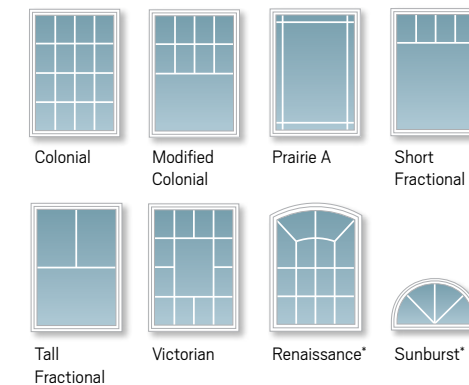 Colonial
Modified
Colonial
Prairie A
Short
Fractional
Tall
Fractional
Victorian
Renaissance*
Sunburst*